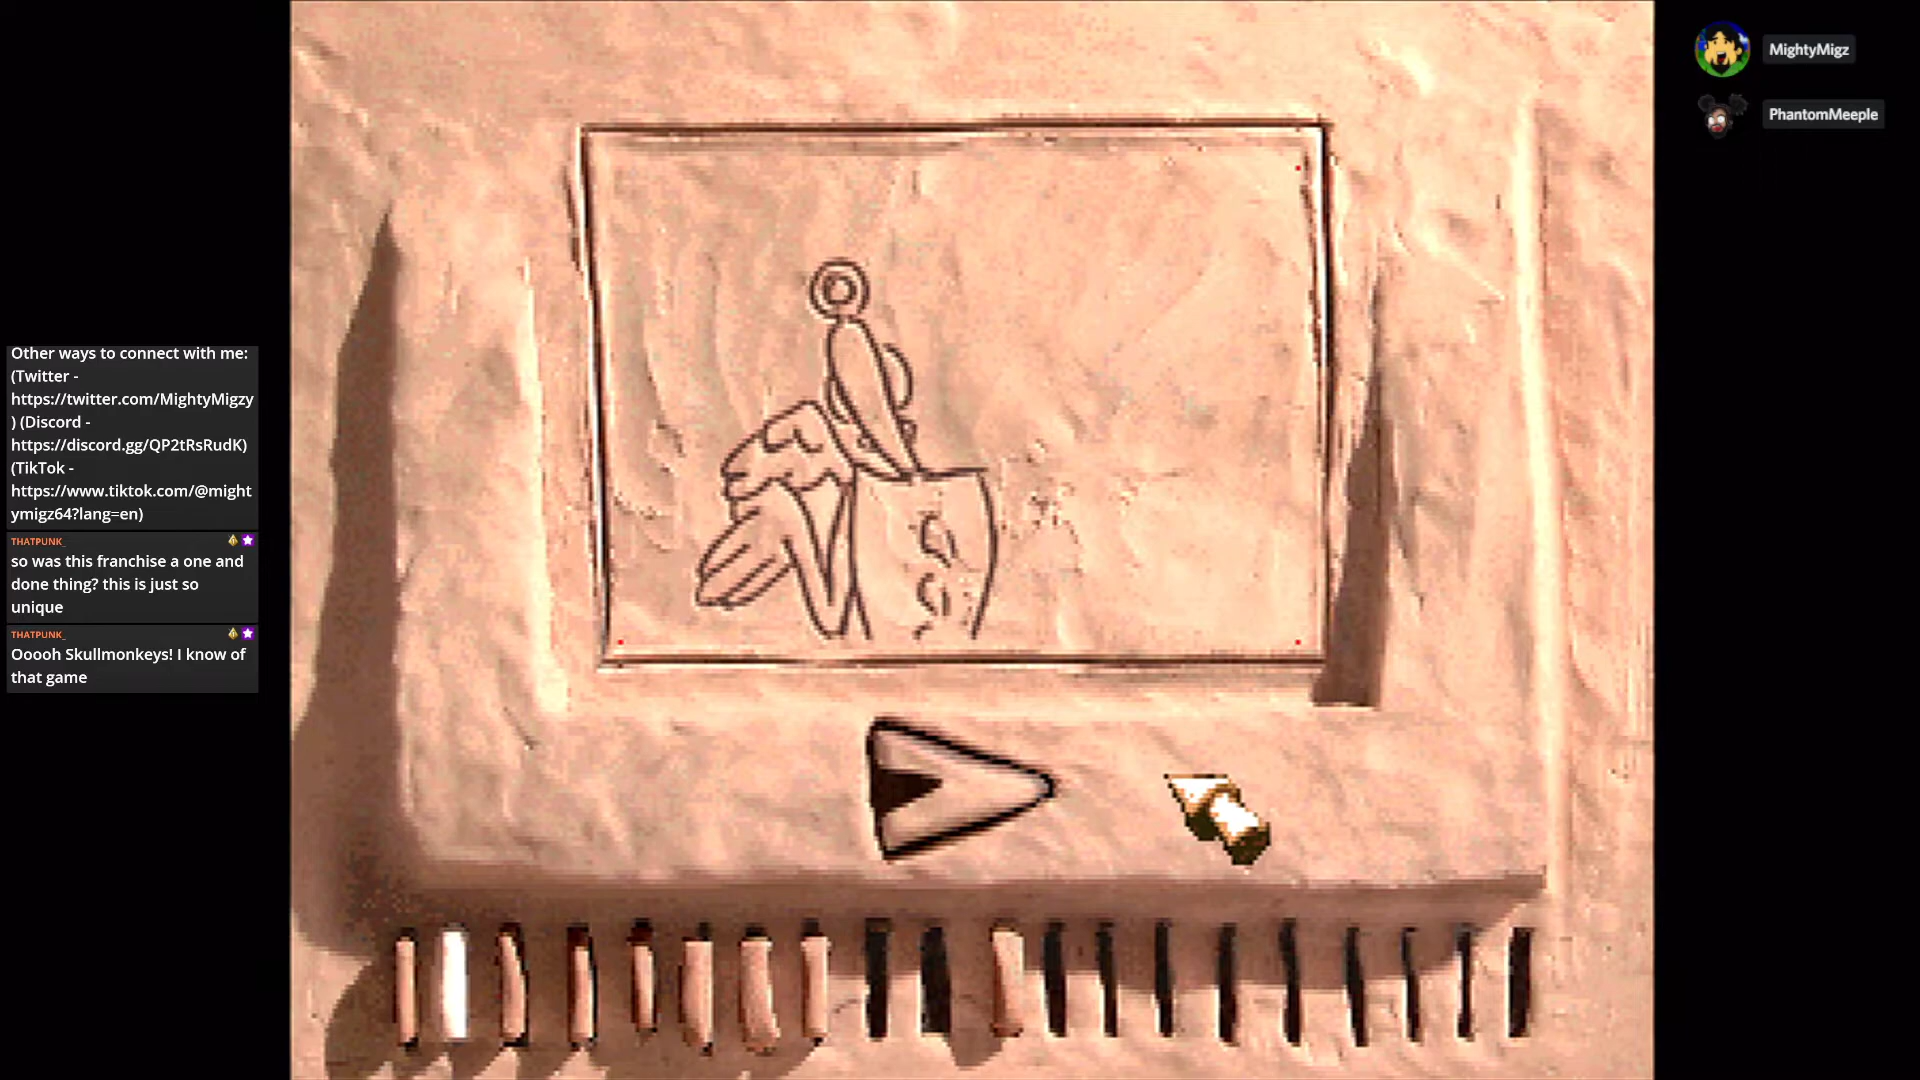 Other ways to connect with me:
(Twitter -
https://twitter.com/MightyMigzy
) (Discord -
https://discord.gg/QP2tRsRudK)
(TikTok -
https://www.tiktok.com/@might
ymigz64?lang=en)
THATPUNK_
so was this franchise a one and
done thing? this is just so
unique
THATPUNK_
Ooooh Skullmonkeys! I know of
that game
MightyMigz
PhantomMeeple